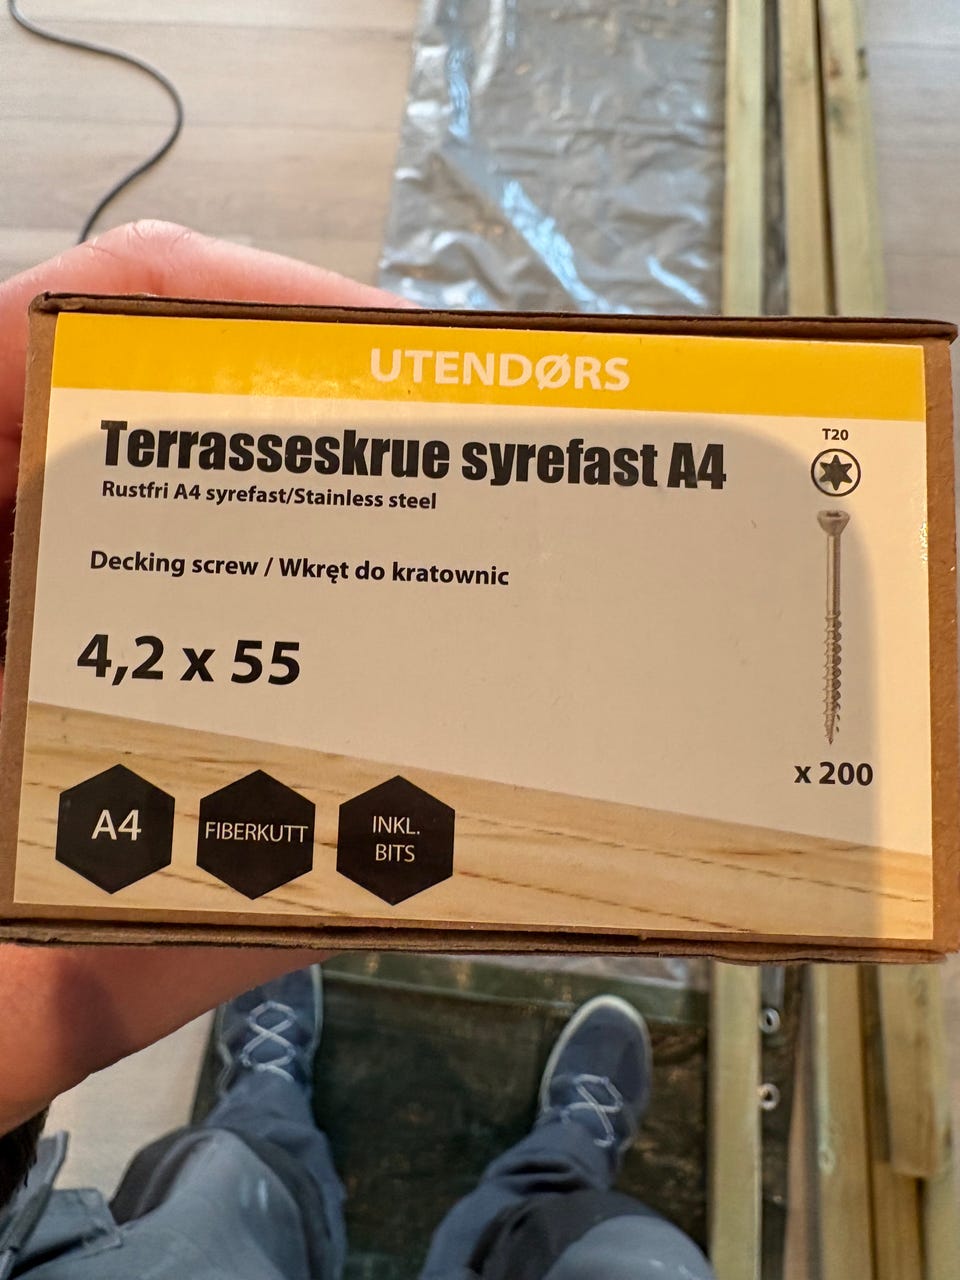 UTENDØRS
Terrasseskrue syrefast A4
Rustfri A4 syrefast/Stainless steel
T20
Decking screw / Wkręt do kratownic
4,2 x 55
x 200
A4
FIBERKUTT
INKL.
BITS